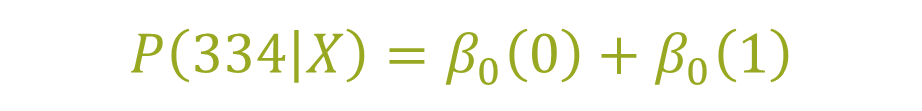 P(334|X) = β₀(0) + β₀(1)